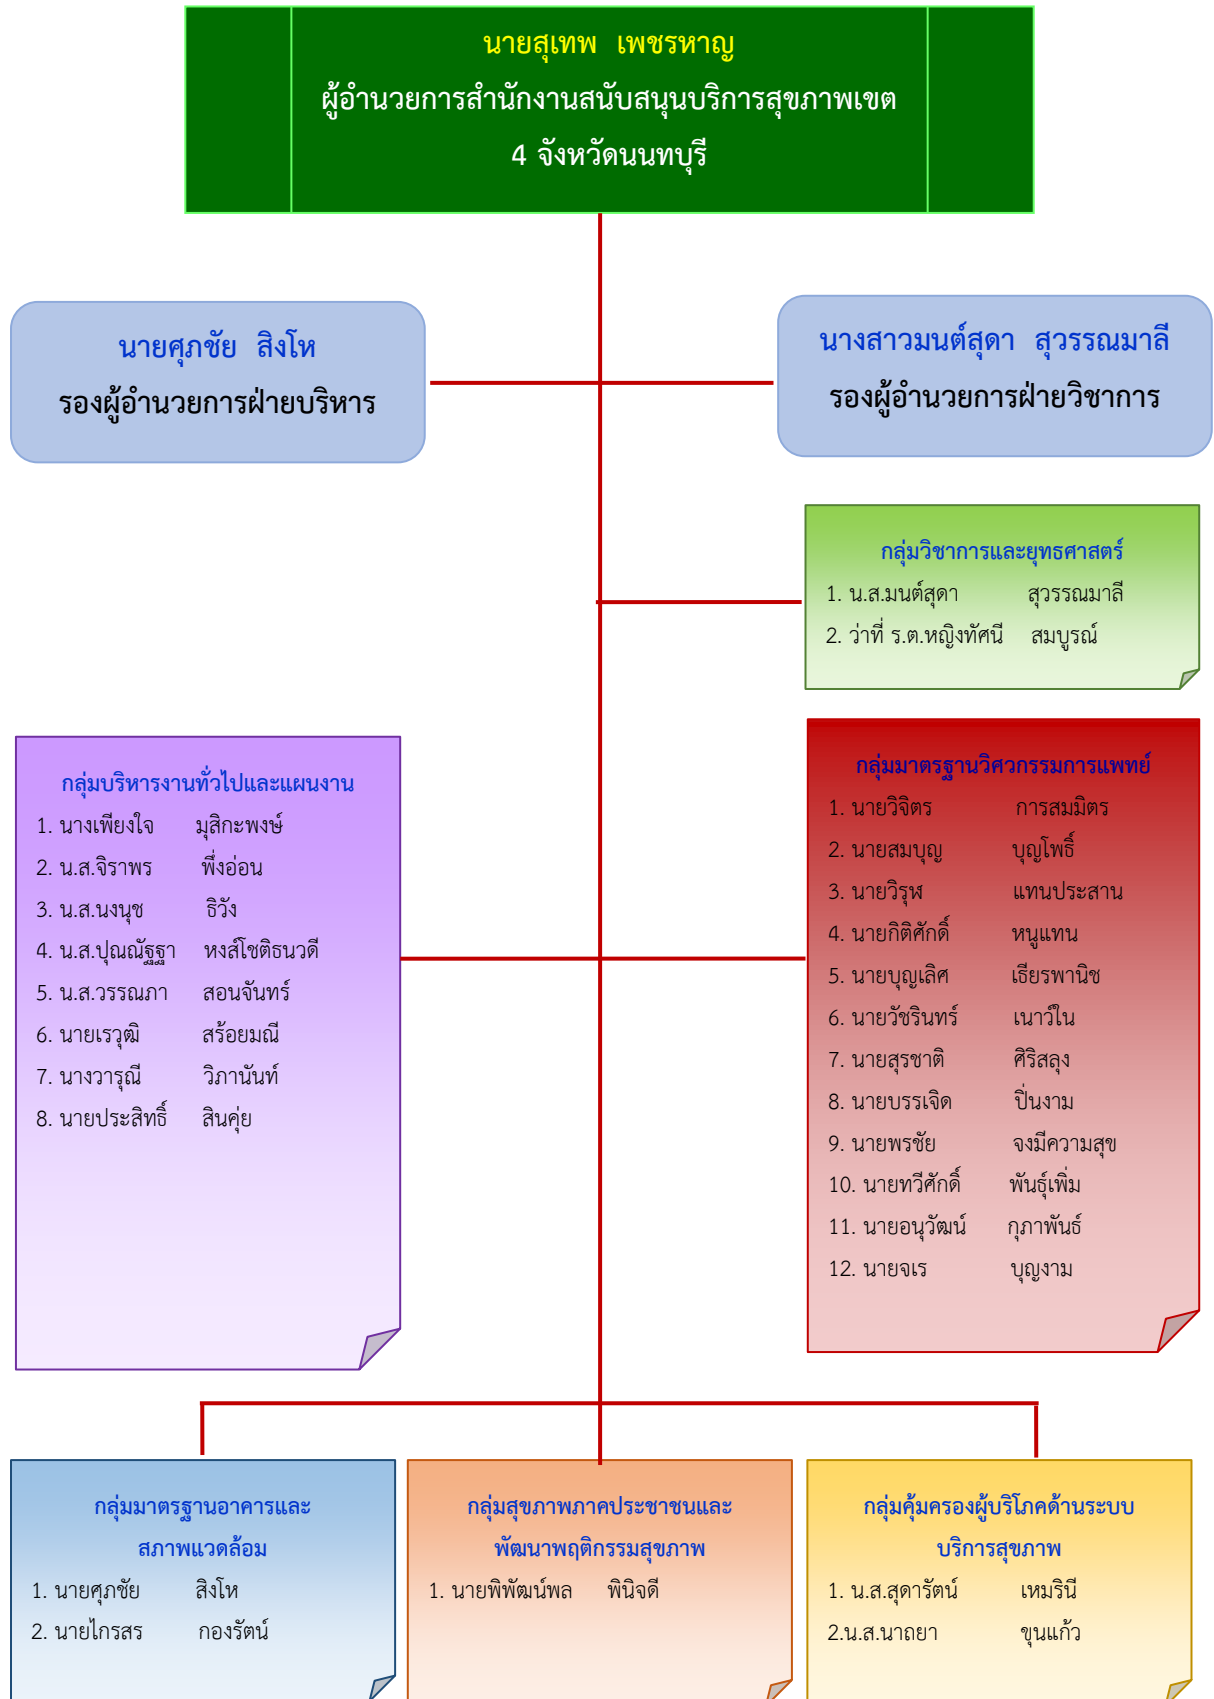 นายสุเทพ เพชรหาญ
ผู้อำนวยการสำนักงานสนับสนุนบริการสุขภาพเขต
4 จังหวัดนนทบุรี
นายศุภชัย สิงโห
รองผู้อำนวยการฝ่ายบริหาร
นางสาวมนต์สุดา สุวรรณมาลี
รองผู้อำนวยการฝ่ายวิชาการ
กลุ่มวิชาการและยุทธศาสตร์
1. น.ส.มนต์สุดา สุวรรณมาลี
2. ว่าที่ ร.ต.หญิงทัศนี สมบูรณ์
กลุ่มบริหารงานทั่วไปและแผนงาน
1. นางเพียงใจ มุสิกะพงษ์
2. น.ส.จิราพร พึ่งอ่อน
3. น.ส.นงนุช ธิวัง
4. น.ส.ปุณณัฐฐา หงส์โชติธนวดี
5. น.ส.วรรณภา สอนจันทร์
6. นายเรวุฒิ สร้อยมณี
7. นางวารุณี วิภานันท์
8. นายประสิทธิ์ สินคุ่ย
กลุ่มมาตรฐานวิศวกรรมการแพทย์
1. นายวิจิตร การสมมิตร
2. นายสมบุญ บุญโพธิ์
3. นายวิรุฬ แทนประสาน
4. นายกิติศักดิ์ หนูแทน
5. นายบุญเลิศ เธียรพานิช
6. นายวัชรินทร์ เนาว์ใน
7. นายสุรชาติ ศิริสลุง
8. นายบรรเจิด ปิ่นงาม
9. นายพรชัย จงมีความสุข
10. นายทวีศักดิ์ พันธุ์เพิ่ม
11. นายอนุวัฒน์ กุภาพันธ์
12. นายจเร บุญงาม
กลุ่มมาตรฐานอาคารและ
สภาพแวดล้อม
1. นายศุภชัย สิงโห
2. นายไกรสร กองรัตน์
กลุ่มสุขภาพภาคประชาชนและ
พัฒนาพฤติกรรมสุขภาพ
1. นายพิพัฒน์พล พินิจดี
กลุ่มคุ้มครองผู้บริโภคด้านระบบ
บริการสุขภาพ
1. น.ส.สุดารัตน์ เหมรินี
2.น.ส.นาถยา ขุนแก้ว